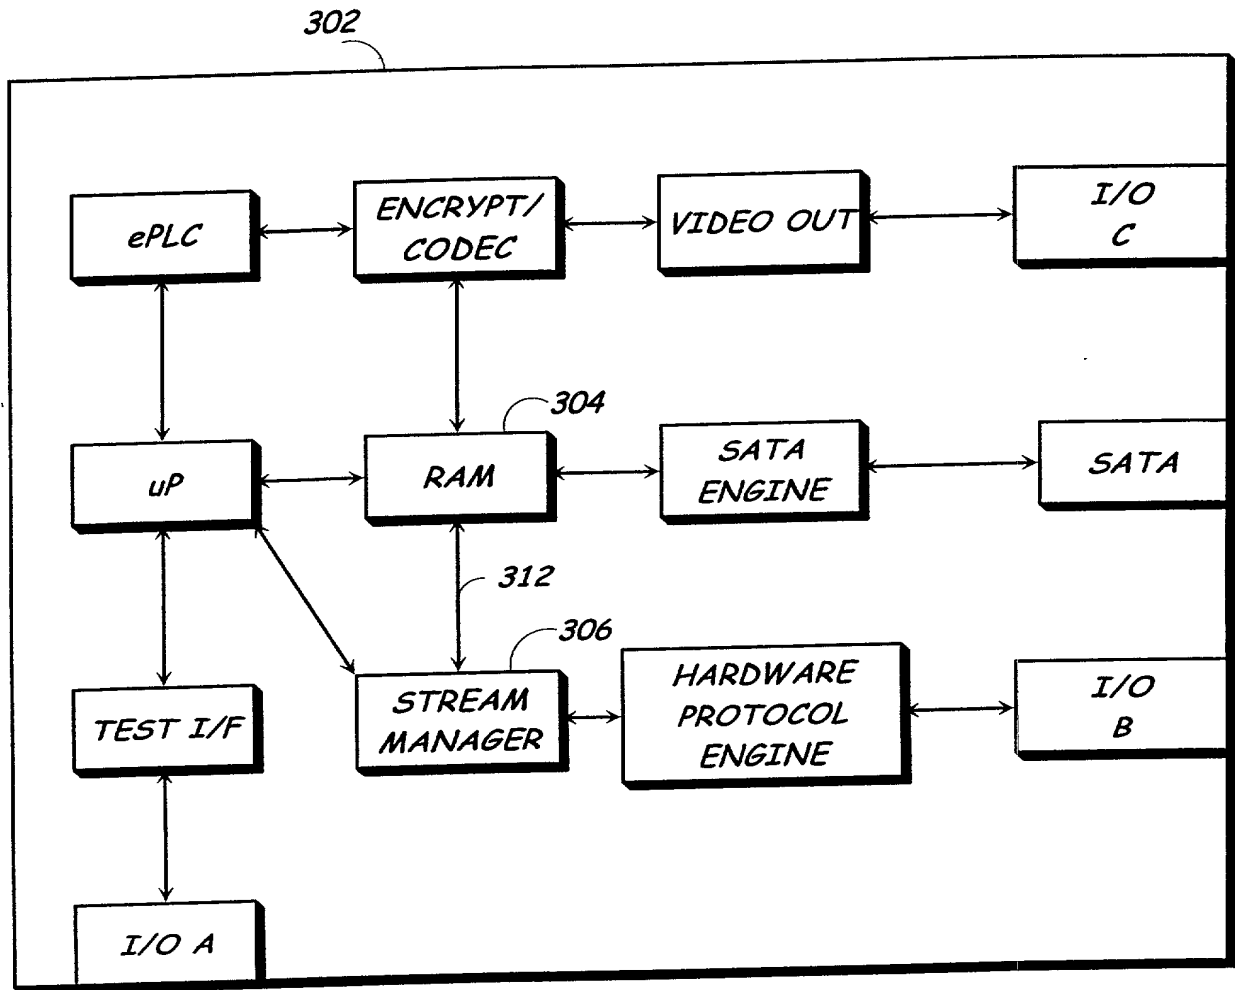 302
ePLC
ENCRYPT/
CODEC
VIDEO OUT
I/O
C
304
uP
RAM
SATA
ENGINE
SATA
312
306
TEST I/F
STREAM
MANAGER
HARDWARE
PROTOCOL
ENGINE
I/O
B
I/O A